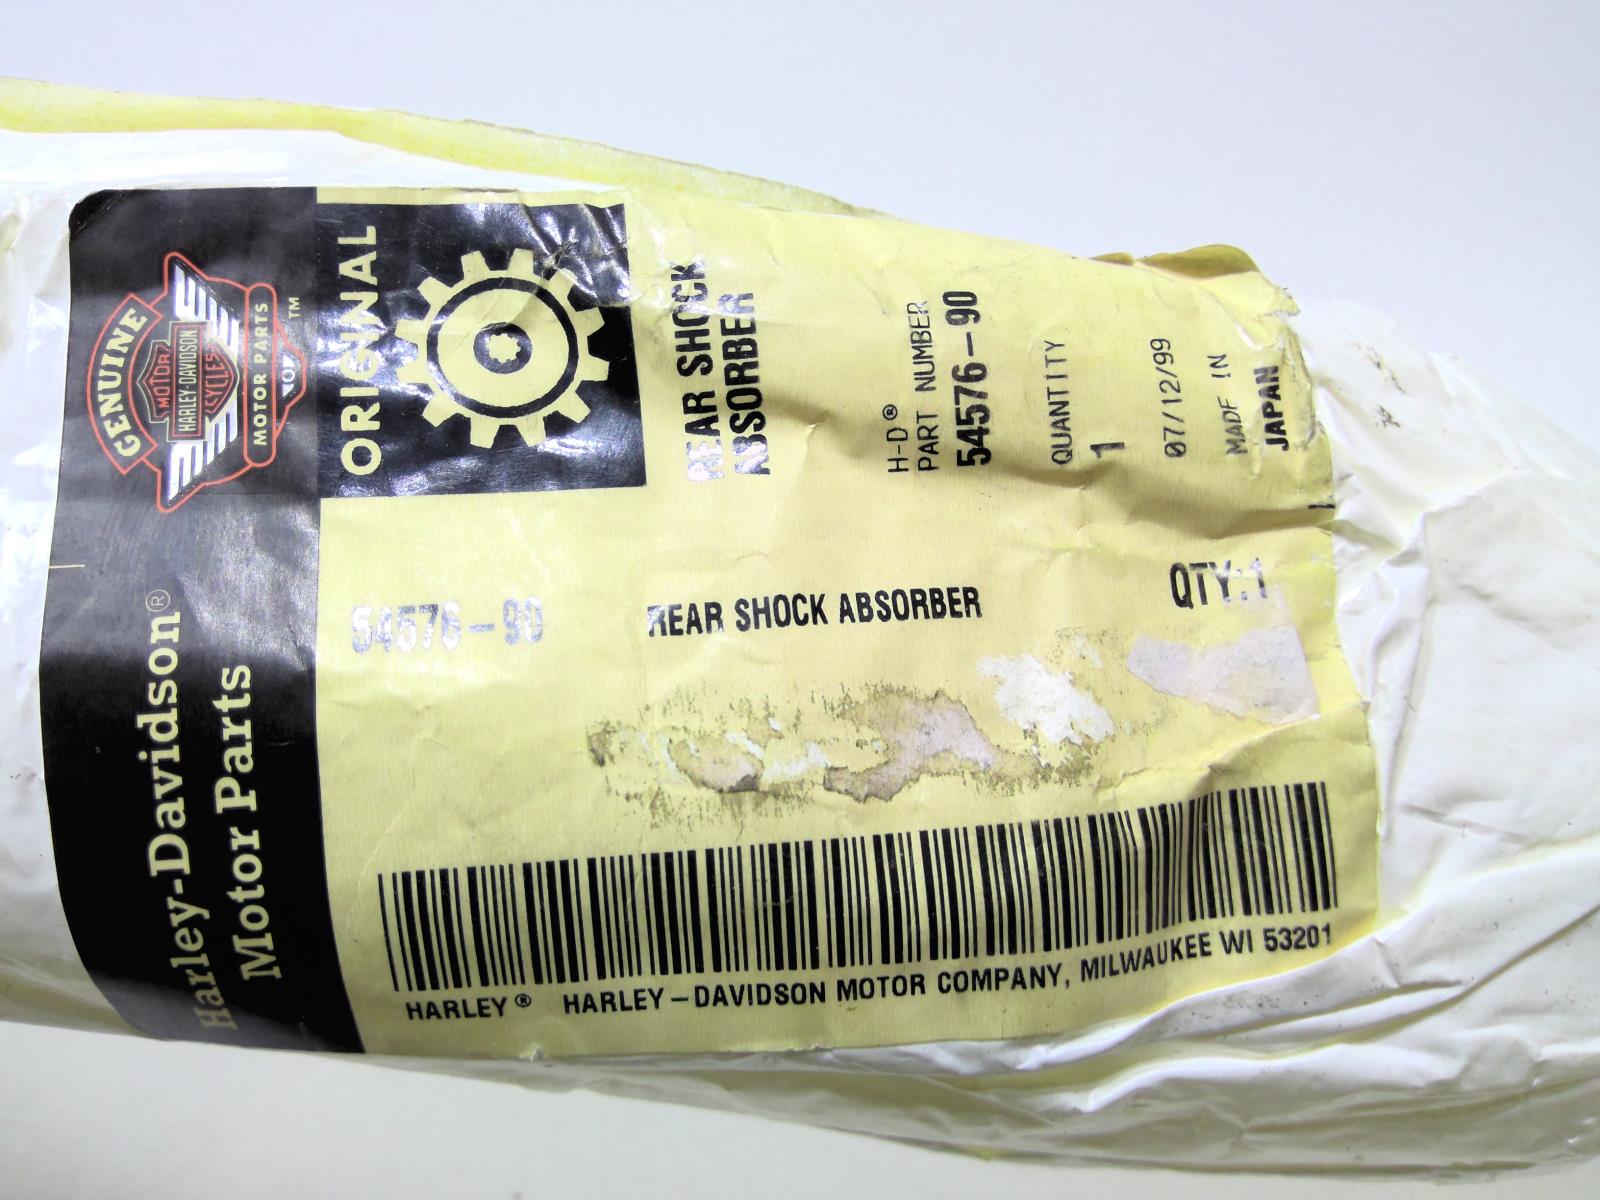 GENUINE
MOTOR
HARLEY-DAVIDSON
CYCLES
MOTOR PARTS
TM
Harley-Davidson®
Motor Parts
ORIGINAL
REAR SHOCK
ABSORBER
H-D®
PART NUMBER
54576-90
QUANTITY
1
07/12/99
MADE IN
JAPAN
54576-90 REAR SHOCK ABSORBER QTY:1
HARLEY® HARLEY-DAVIDSON MOTOR COMPANY, MILWAUKEE WI 53201